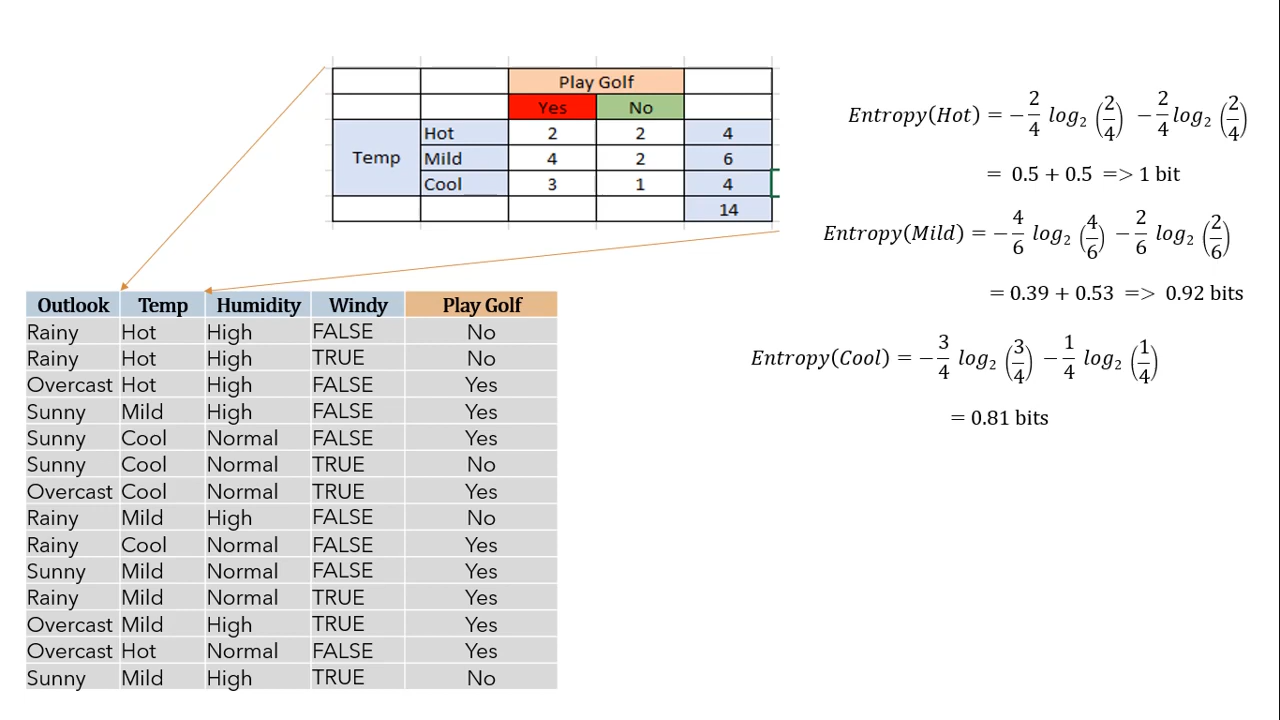 Play Golf
Yes No
Temp Hot 2 2 4
Mild 4 2 6
Cool 3 1 4
14
Entropy(Hot) = −2/4 log₂ (2/4) −2/4 log₂ (2/4)
= 0.5 + 0.5 => 1 bit
Entropy(Mild) = −4/6 log₂ (4/6) −2/6 log₂ (2/6)
= 0.39 + 0.53 => 0.92 bits
Entropy(Cool) = −3/4 log₂ (3/4) −1/4 log₂ (1/4)
= 0.81 bits
Outlook Temp Humidity Windy Play Golf
Rainy Hot High FALSE No
Rainy Hot High TRUE No
Overcast Hot High FALSE Yes
Sunny Mild High FALSE Yes
Sunny Cool Normal FALSE Yes
Sunny Cool Normal TRUE No
Overcast Cool Normal TRUE Yes
Rainy Mild High FALSE No
Rainy Cool Normal FALSE Yes
Sunny Mild Normal FALSE Yes
Rainy Mild Normal TRUE Yes
Overcast Mild High TRUE Yes
Overcast Hot Normal FALSE Yes
Sunny Mild High TRUE No